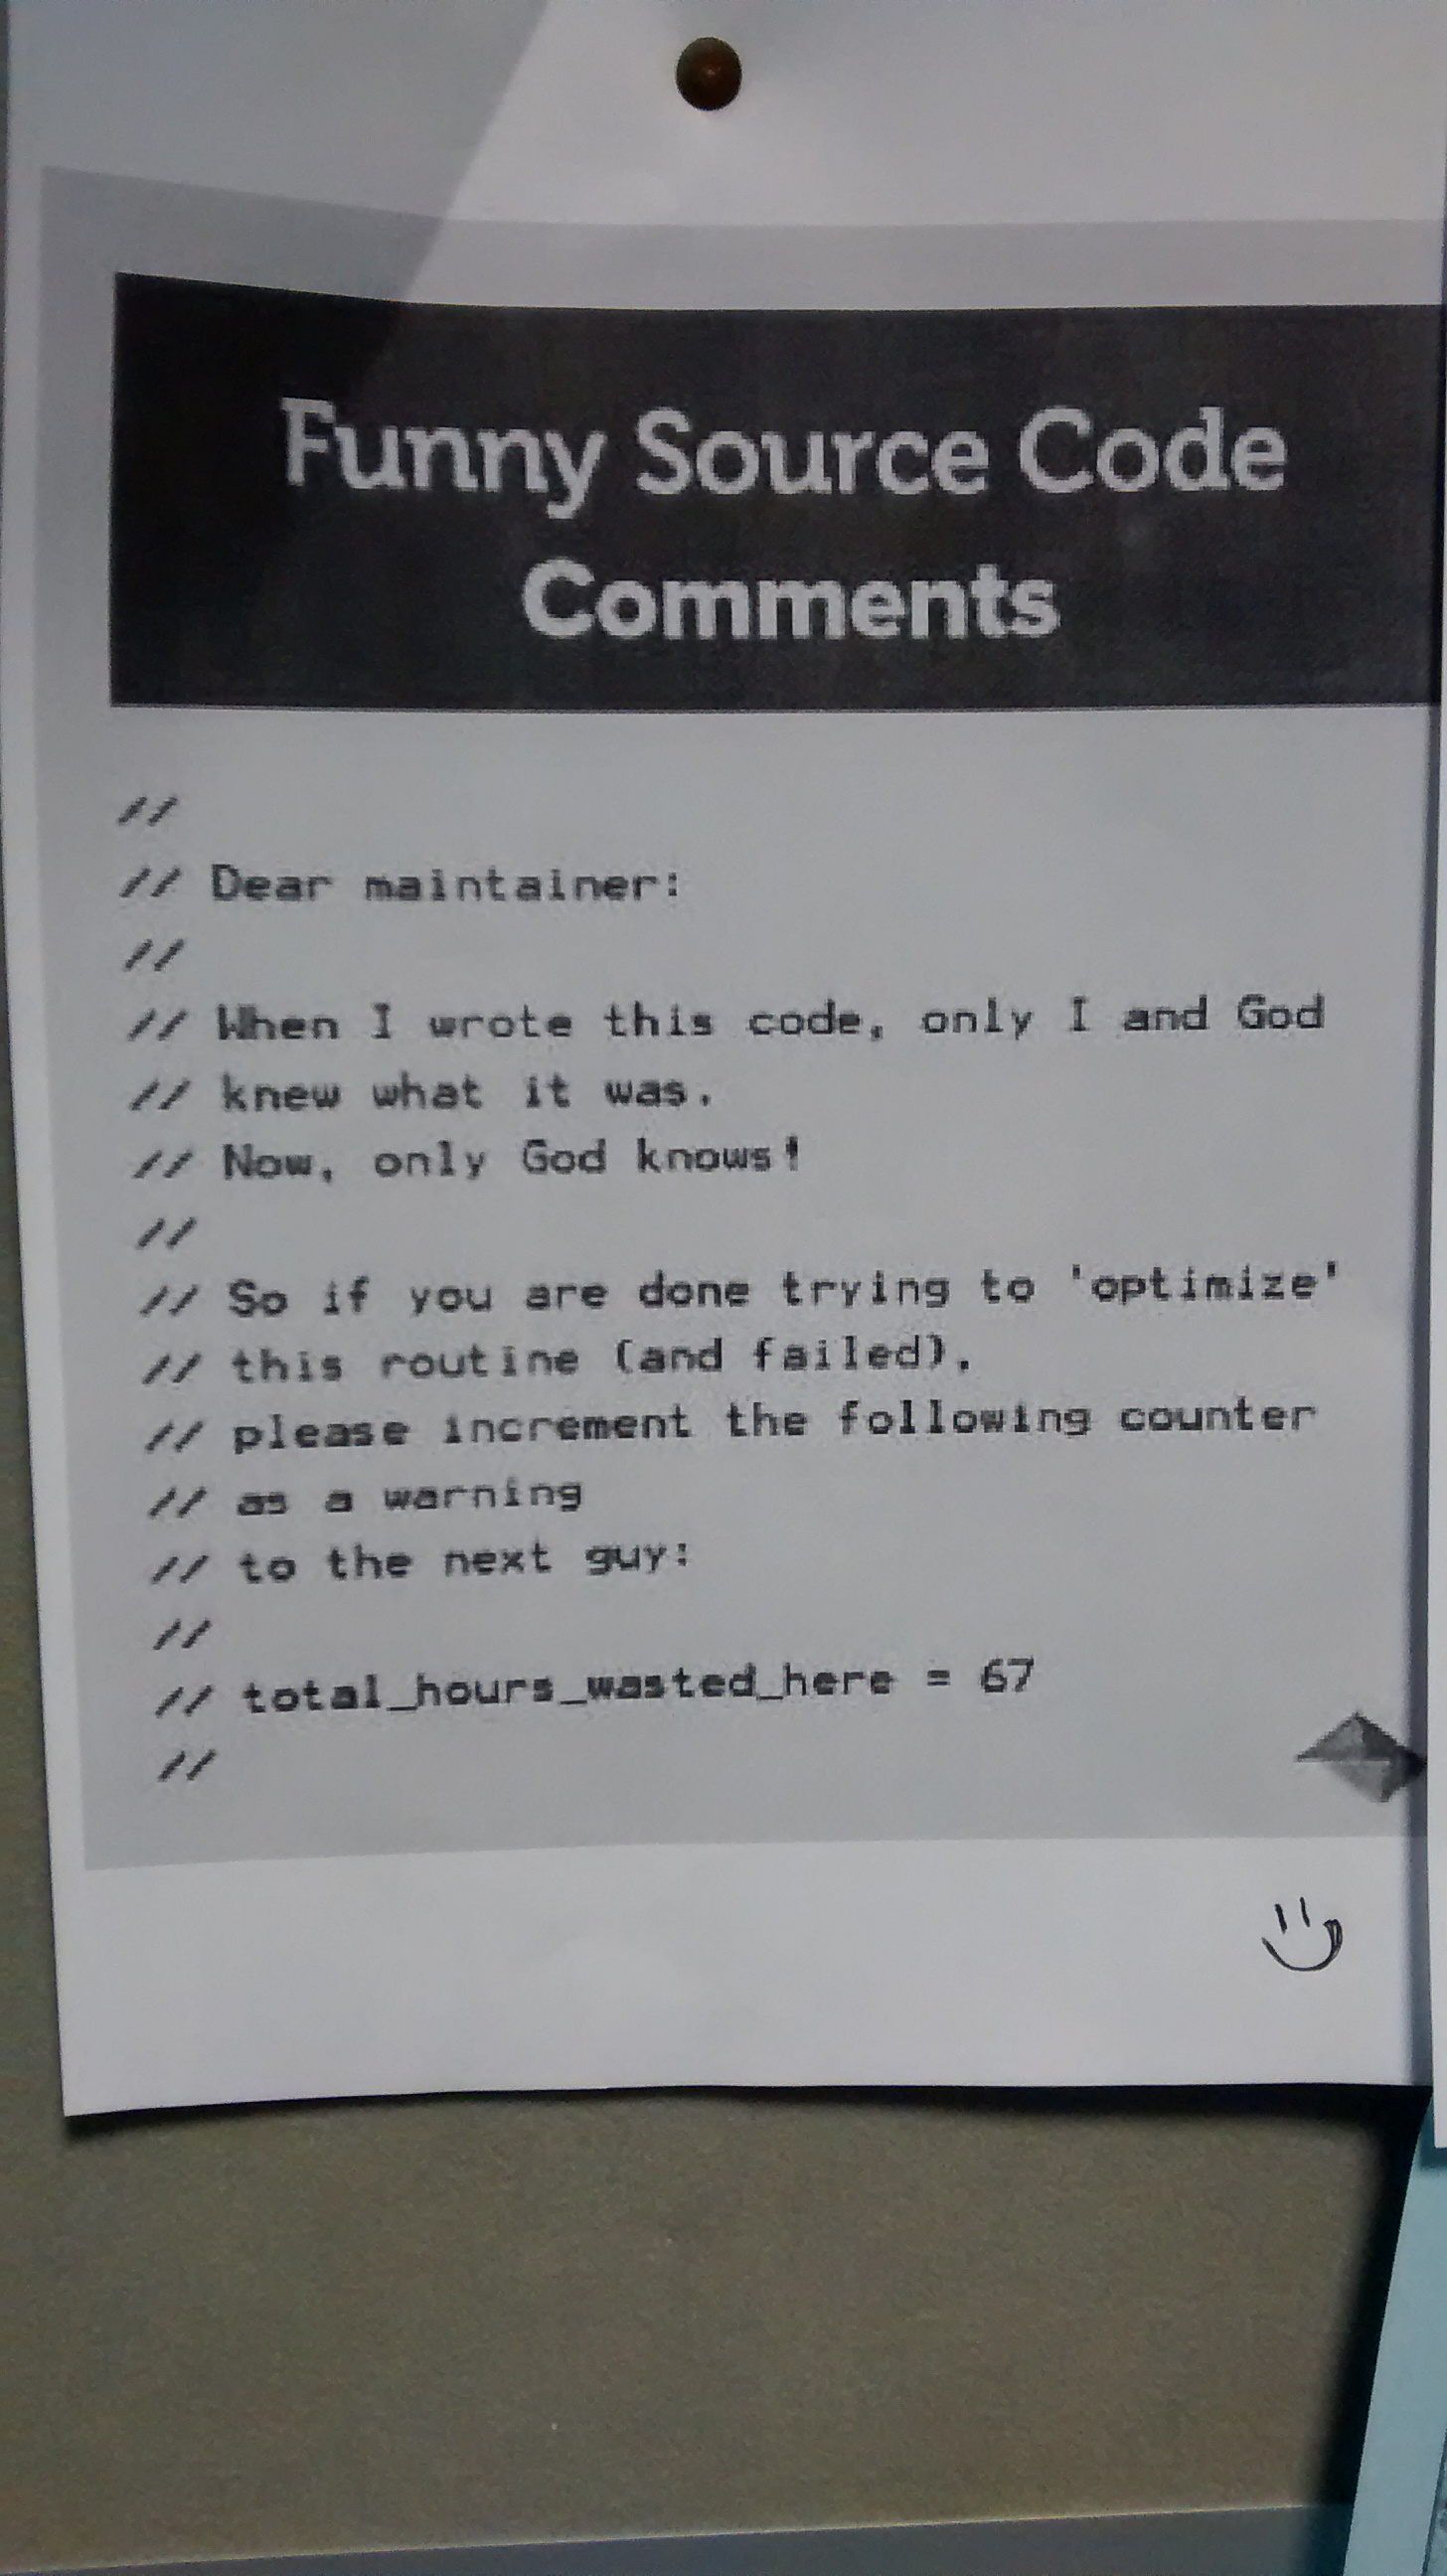 Funny Source Code
Comments
//
// Dear maintainer:
//
// When I wrote this code, only I and God
// knew what it was.
// Now, only God knows!
//
// So if you are done trying to 'optimize'
// this routine (and failed),
// please increment the following counter
// as a warning
// to the next guy:
//
// total_hours_wasted_here = 67
//